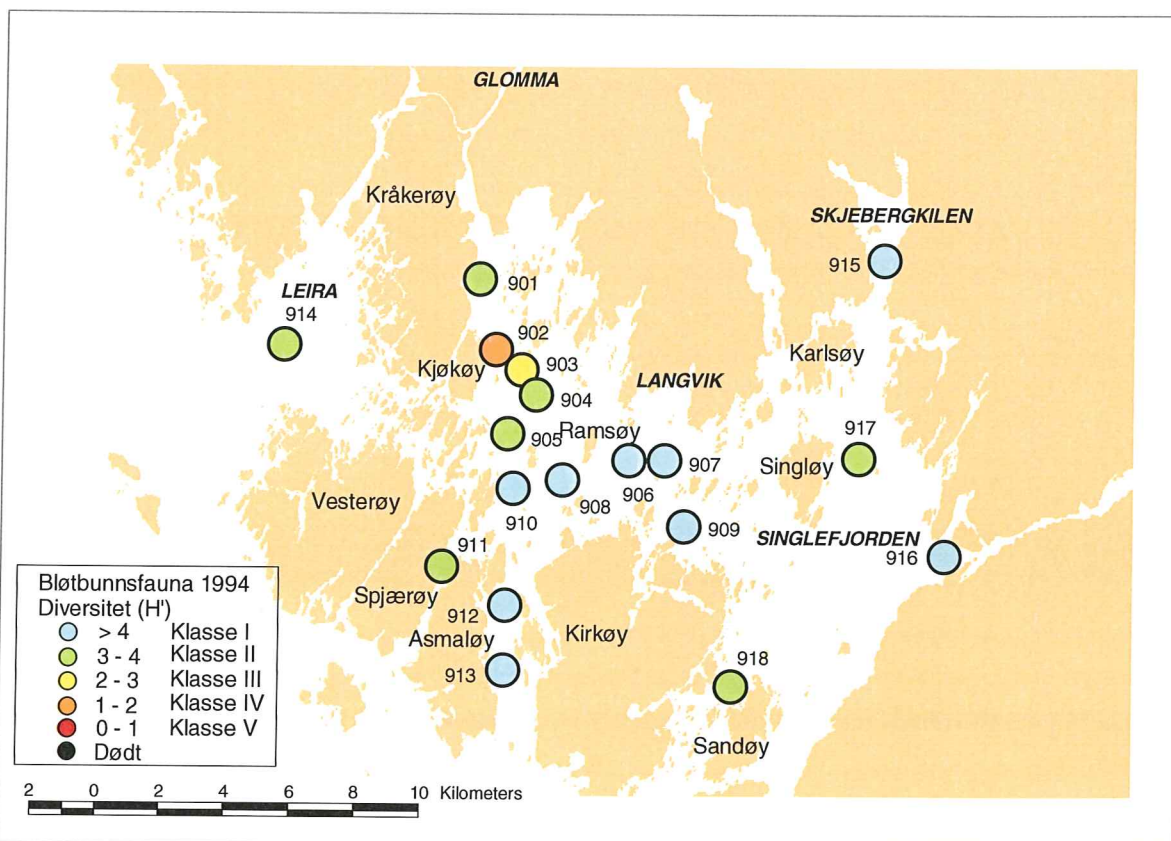 GLOMMA
Kråkerøy
SKJEBERGKILEN
915
901
LEIRA
914
902
Karlsøy
Kjøkøy
903
LANGVIK
904
917
905
Ramsøy
907
Singløy
906
908
Vesterøy
910
909
SINGLEFJORDEN
916
911
Spjærøy
912
Asmaløy
Kirkøy
913
918
Sandøy
Bløtbunnsfauna 1994
Diversitet (H')
> 4 Klasse I
3 - 4 Klasse II
2 - 3 Klasse III
1 - 2 Klasse IV
0 - 1 Klasse V
Dødt
2 0 2 4 6 8 10 Kilometers